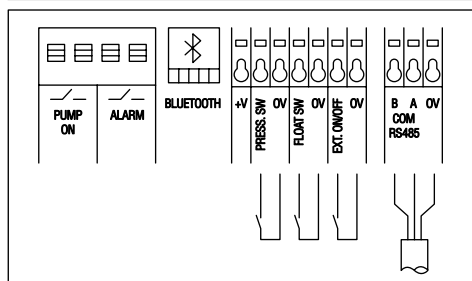 PUMP
ON
ALARM
BLUETOOTH
+V
PRESS. SW
0V
FLOAT SW
0V
EXT. ON/OFF
0V
B A 0V
COM
RS485